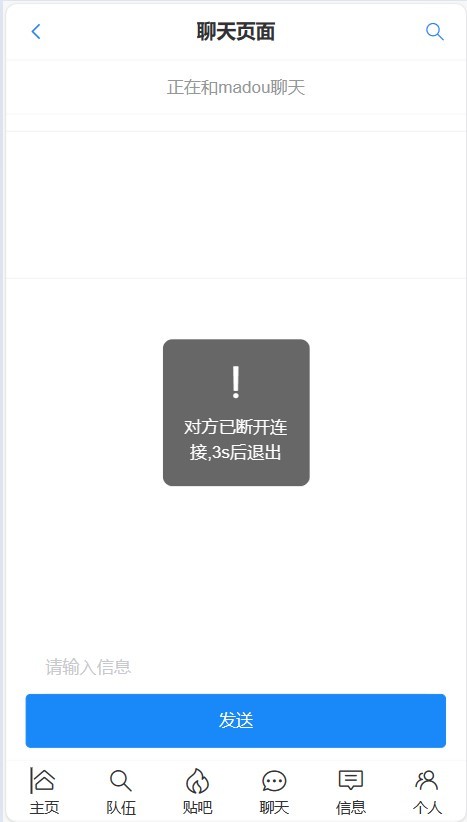 聊天页面
正在和madou聊天
!
对方已断开连
接,3s后退出
请输入信息
发送
主页 队伍 贴吧 聊天 信息 个人